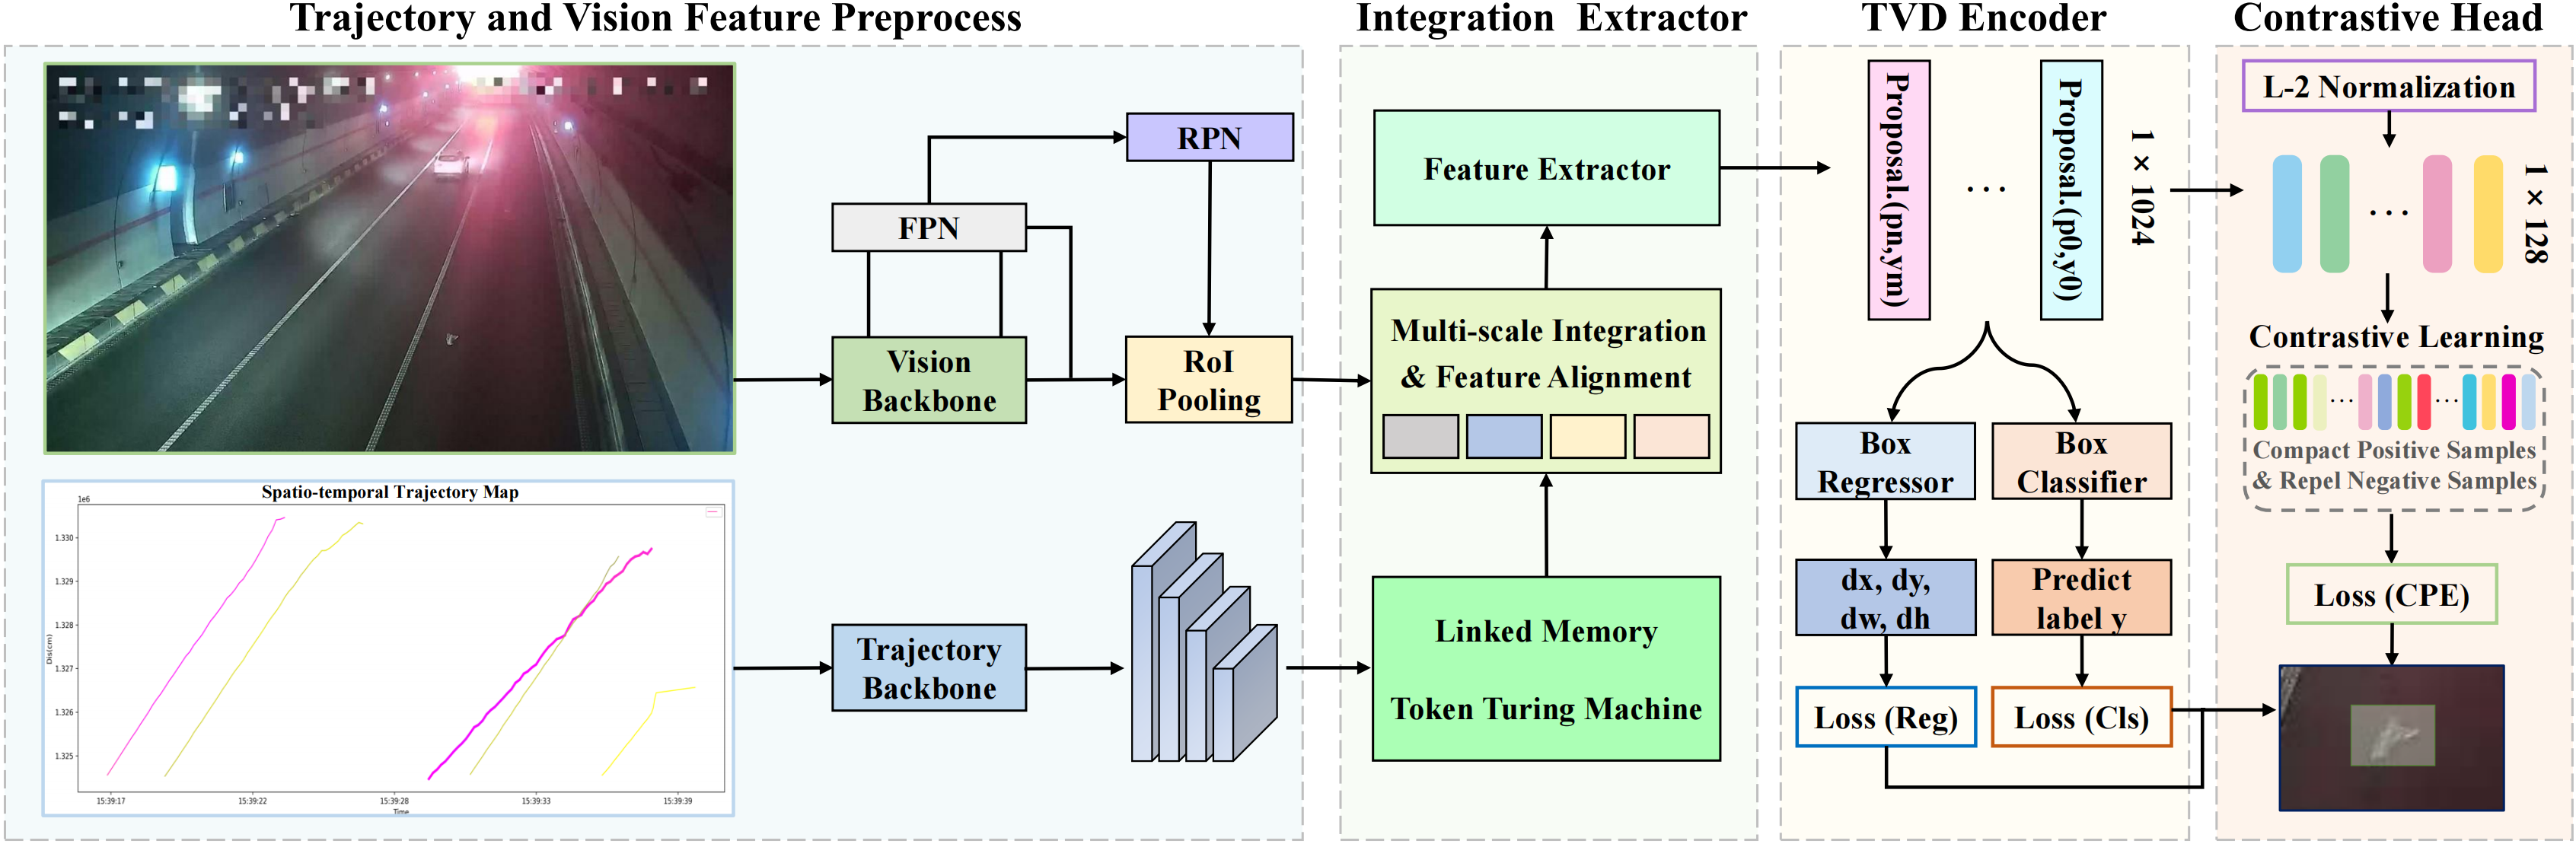 Trajectory and Vision Feature Preprocess
Integration Extractor
TVD Encoder
Contrastive Head
RPN
FPN
Vision
Backbone
RoI
Pooling
Spatio-temporal Trajectory Map
1e6
1.330
1.329
1.328
1.327
1.326
1.325
Dis(cm)
15:39:17
15:39:22
15:39:28
15:39:33
15:39:39
Time
Trajectory
Backbone
Feature Extractor
Multi-scale Integration
& Feature Alignment
Linked Memory
Token Turing Machine
Proposal.(pn,ym)
...
Proposal.(p0,y0)
1 × 1024
Box
Regressor
Box
Classifier
dx, dy,
dw, dh
Predict
label y
Loss (Reg)
Loss (Cls)
L-2 Normalization
...
1 × 128
Contrastive Learning
...
...
Compact Positive Samples
& Repel Negative Samples
Loss (CPE)